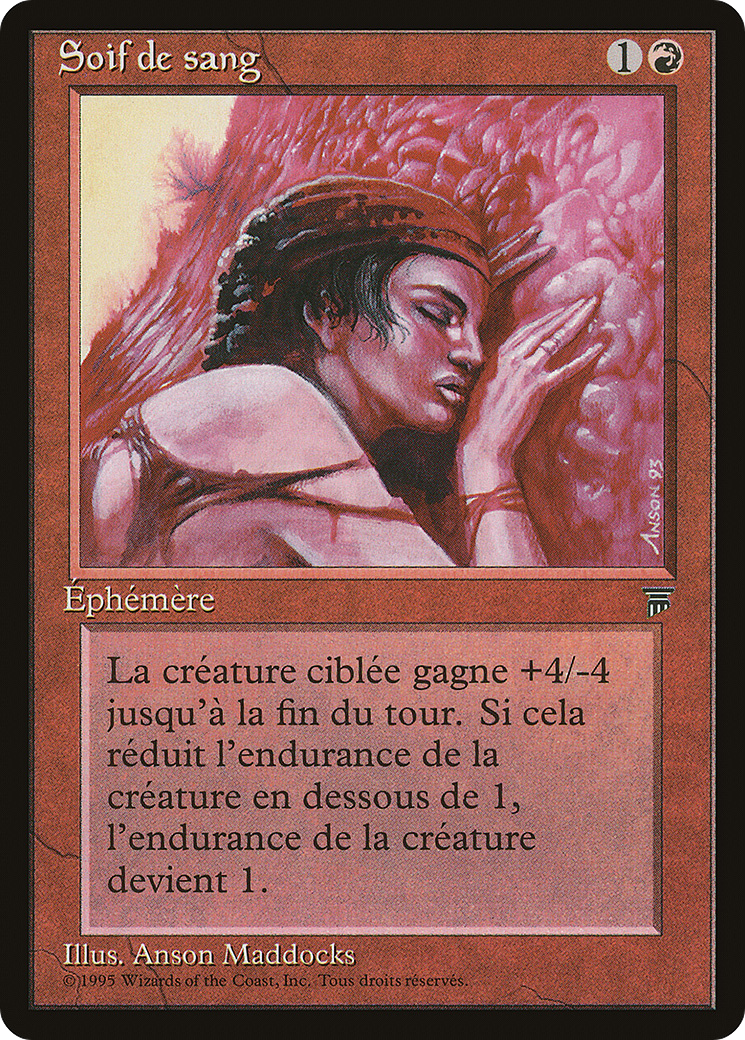 Soif de sang
1
ANSON 93
Éphémère
La créature ciblée gagne +4/-4
jusqu'à la fin du tour. Si cela
réduit l'endurance de la
créature en dessous de 1,
l'endurance de la créature
devient 1.
Illus. Anson Maddocks
©1995 Wizards of the Coast, Inc. Tous droits réservés.